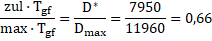 zul · T_gf / max · T_gf = D* / D_max = 7950 / 11960 = 0,66